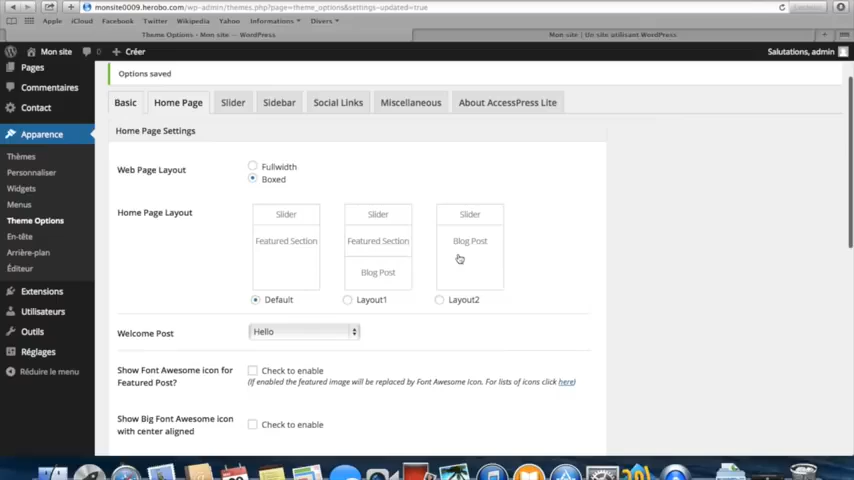 monsite0009.herobo.com/wp-admin/themes.php?page=theme_options&settings-updated=true
Apple iCloud Facebook Twitter Wikipedia Yahoo Informations Divers
Theme Options ‹ Mon site — WordPress
Mon site | Un site utilisant WordPress
Mon site 0 Créer
Salutations, admin
Pages
Commentaires
Contact
Apparence
Thèmes
Personnaliser
Widgets
Menus
Theme Options
En-tête
Arrière-plan
Éditeur
Extensions
Utilisateurs
Outils
Réglages
Réduire le menu
Options saved
Basic Home Page Slider Sidebar Social Links Miscellaneous About AccessPress Lite
Home Page Settings
Web Page Layout
Fullwidth
Boxed
Home Page Layout
Slider Slider Slider
Featured Section Featured Section Blog Post
Blog Post
Default Layout1 Layout2
Welcome Post Hello
Show Font Awesome icon for
Featured Post?
Check to enable
(If enabled the featured image will be replaced by Font Awesome Icon. For lists of icons click here)
Show Big Font Awesome icon
with center aligned
Check to enable